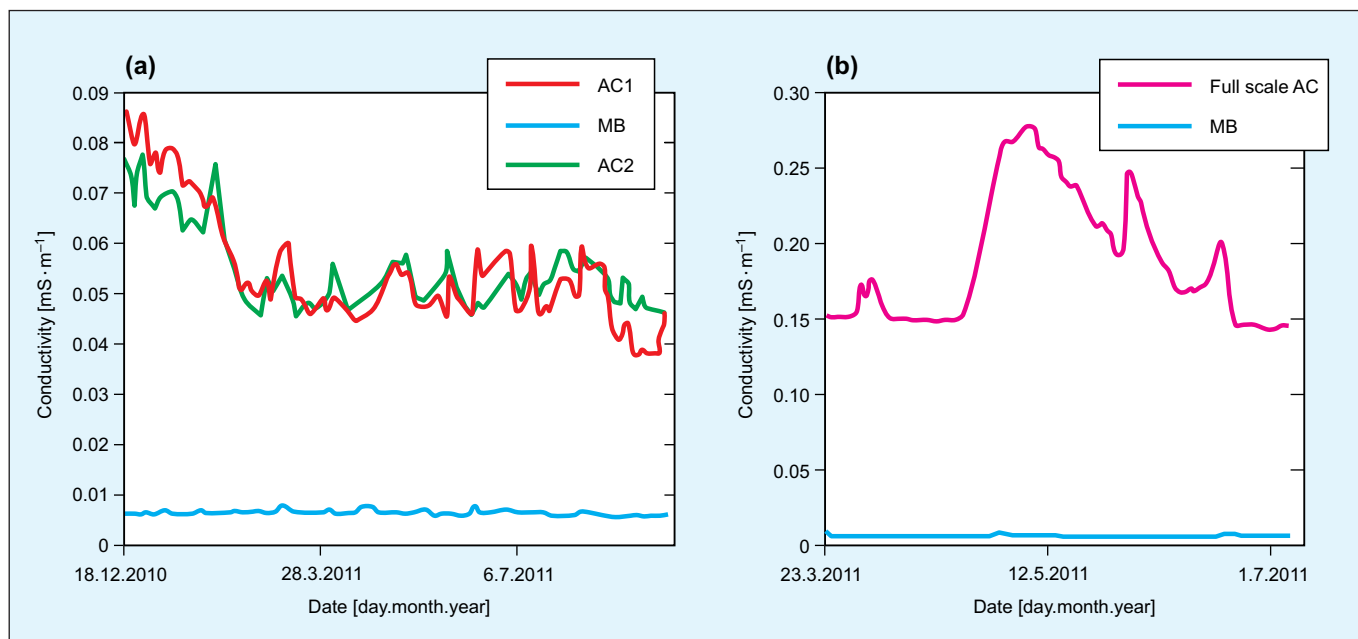 (a)
AC1
MB
AC2
0.09
0.08
0.07
0.06
0.05
0.04
0.03
0.02
0.01
0
Conductivity [mS · m⁻¹]
18.12.2010 28.3.2011 6.7.2011
Date [day.month.year]
(b)
Full scale AC
MB
0.30
0.25
0.20
0.15
0.10
0.05
0
Conductivity [mS · m⁻¹]
23.3.2011 12.5.2011 1.7.2011
Date [day.month.year]